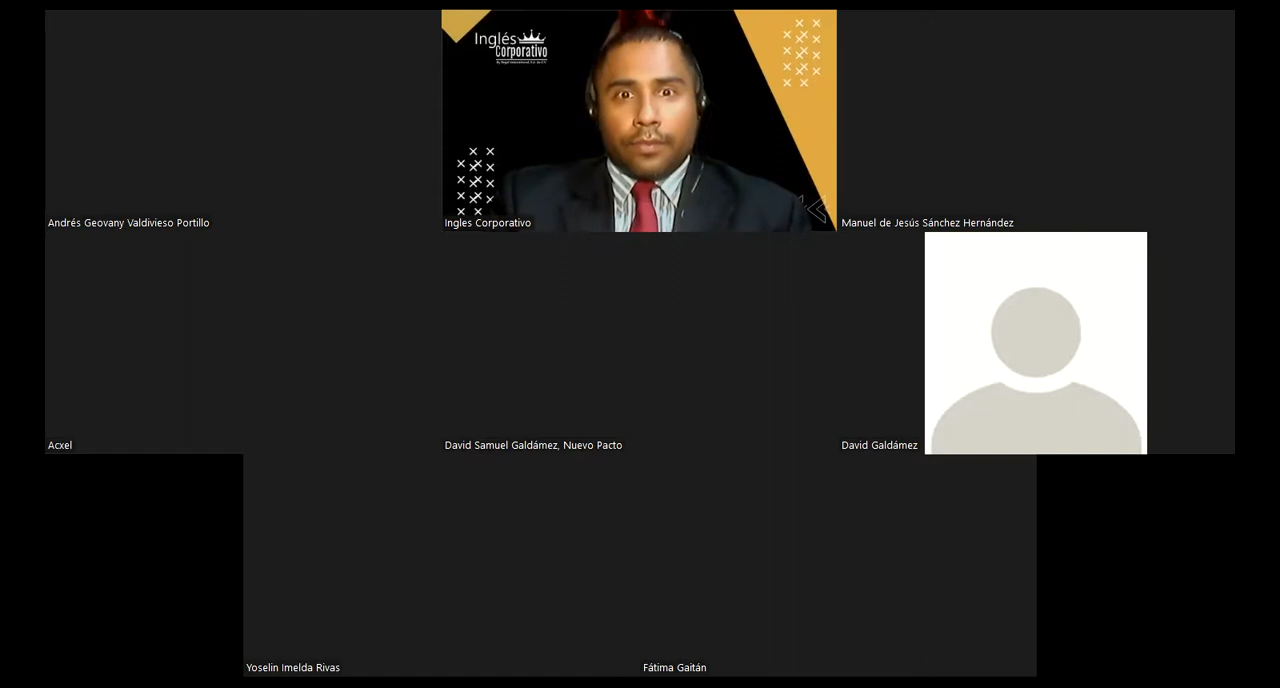 Inglés
Corporativo
Andrés Geovany Valdivieso Portillo
Ingles Corporativo
Manuel de Jesús Sánchez Hernández
Acxel
David Samuel Galdámez, Nuevo Pacto
David Galdámez
Yoselin Imelda Rivas
Fátima Gaitán